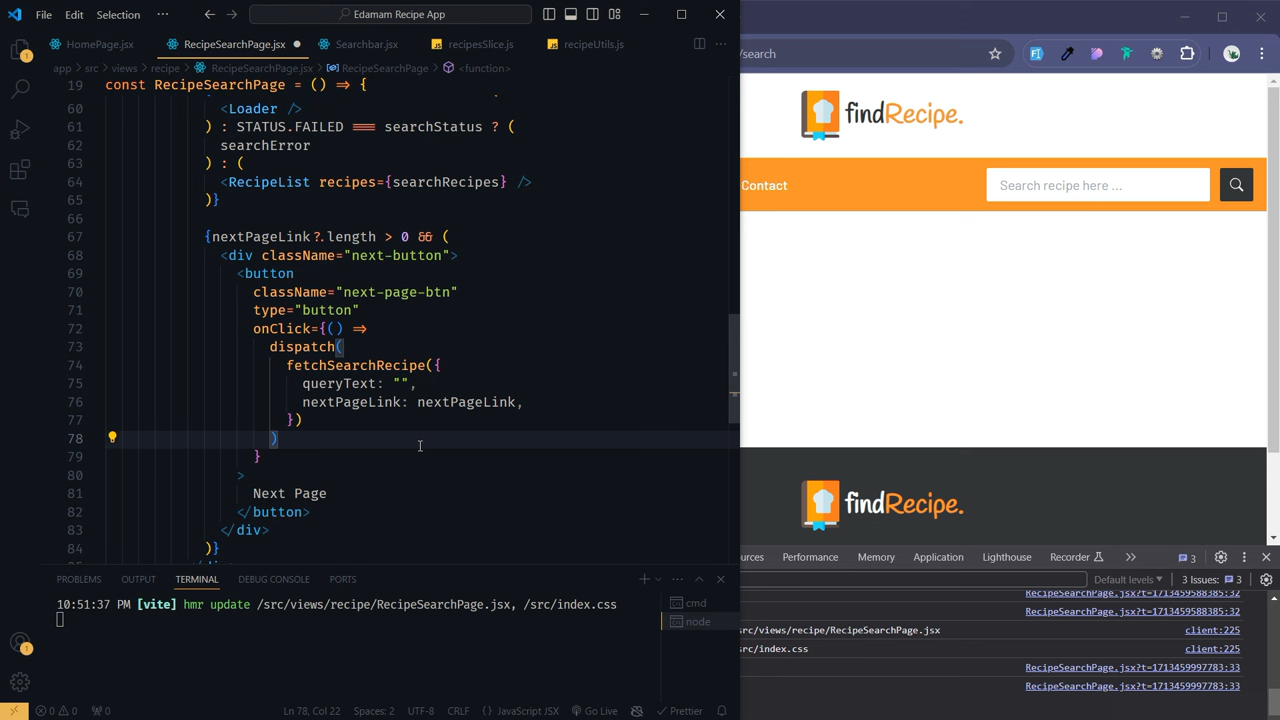 File Edit Selection ··· Edamam Recipe App
HomePage.jsx RecipeSearchPage.jsx Searchbar.jsx recipesSlice.js recipeUtils.js
app > src > views > recipe > RecipeSearchPage.jsx > RecipeSearchPage > <function>
19 const RecipeSearchPage = () => {
60 <Loader />
61 ) : STATUS.FAILED === searchStatus ? (
62 searchError
63 ) : (
64 <RecipeList recipes={searchRecipes} />
65 )}
66
67 {nextPageLink?.length > 0 && (
68 <div className="next-button">
69 <button
70 className="next-page-btn"
71 type="button"
72 onClick={() =>
73 dispatch(
74 fetchSearchRecipe({
75 queryText: "",
76 nextPageLink: nextPageLink,
77 })
78 )
79 }
80 >
81 Next Page
82 </button>
83 </div>
84 )}
PROBLEMS OUTPUT TERMINAL DEBUG CONSOLE PORTS
10:51:37 PM [vite] hmr update /src/views/recipe/RecipeSearchPage.jsx, /src/index.css
cmd
node
0 0 0 Ln 78, Col 22 Spaces: 2 UTF-8 CRLF {} JavaScript JSX Go Live Prettier
/search
findRecipe.
Contact Search recipe here ...
findRecipe.
ources Performance Memory Application Lighthouse Recorder 3
Default levels 3 Issues: 3
RecipeSearchPage.jsx?t=1713459588385:32
RecipeSearchPage.jsx?t=1713459588385:32
src/views/recipe/RecipeSearchPage.jsx client:225
src/index.css client:225
RecipeSearchPage.jsx?t=1713459997783:33
RecipeSearchPage.jsx?t=1713459997783:33